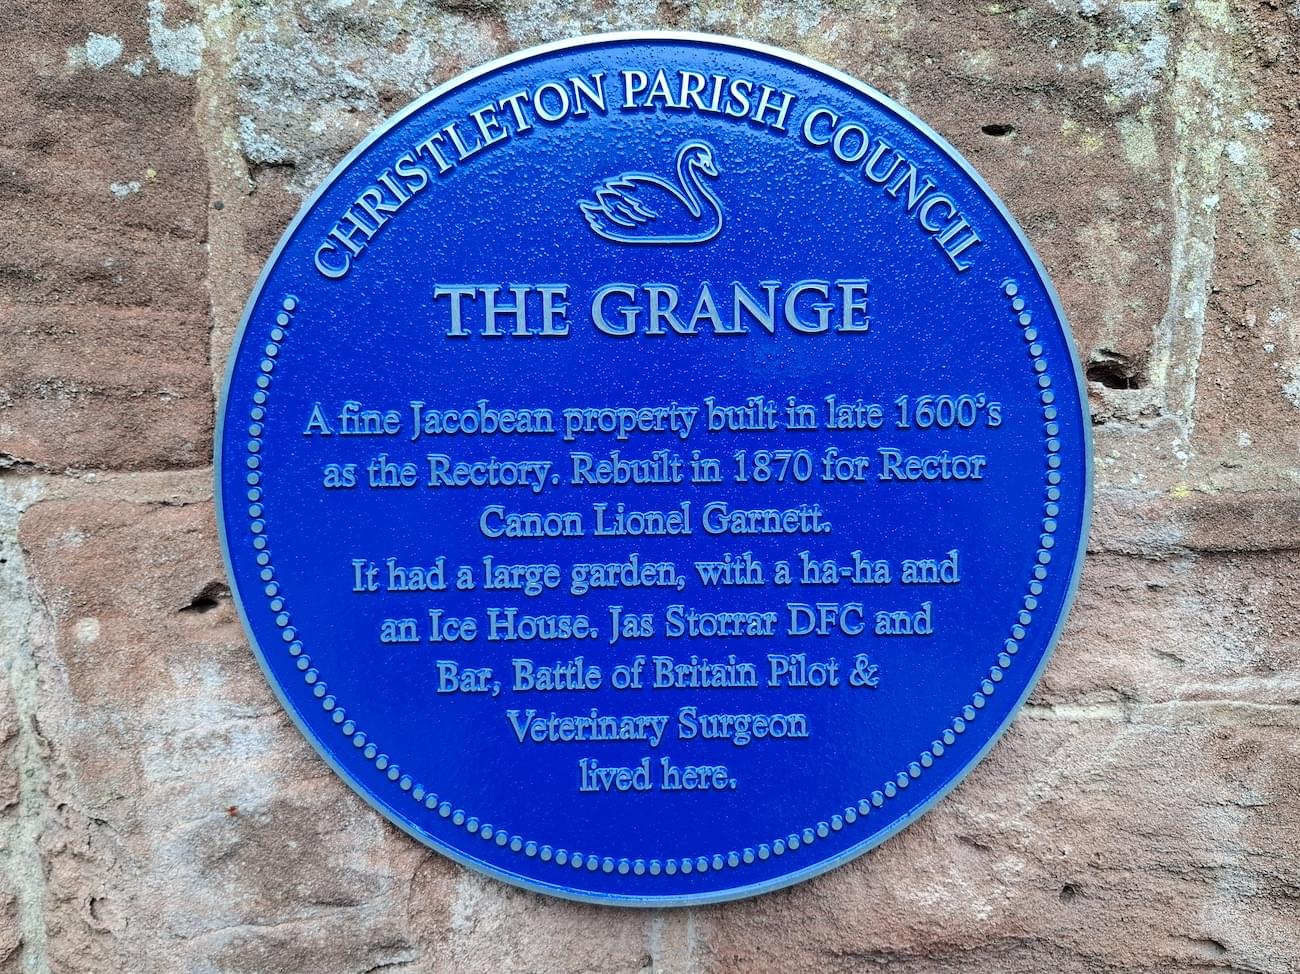 CHRISTLETON PARISH COUNCIL
THE GRANGE
A fine Jacobean property built in late 1600's
as the Rectory. Rebuilt in 1870 for Rector
Canon Lionel Garnett.
It had a large garden, with a ha-ha and
an Ice House. Jas Storrar DFC and
Bar, Battle of Britain Pilot &
Veterinary Surgeon
lived here.